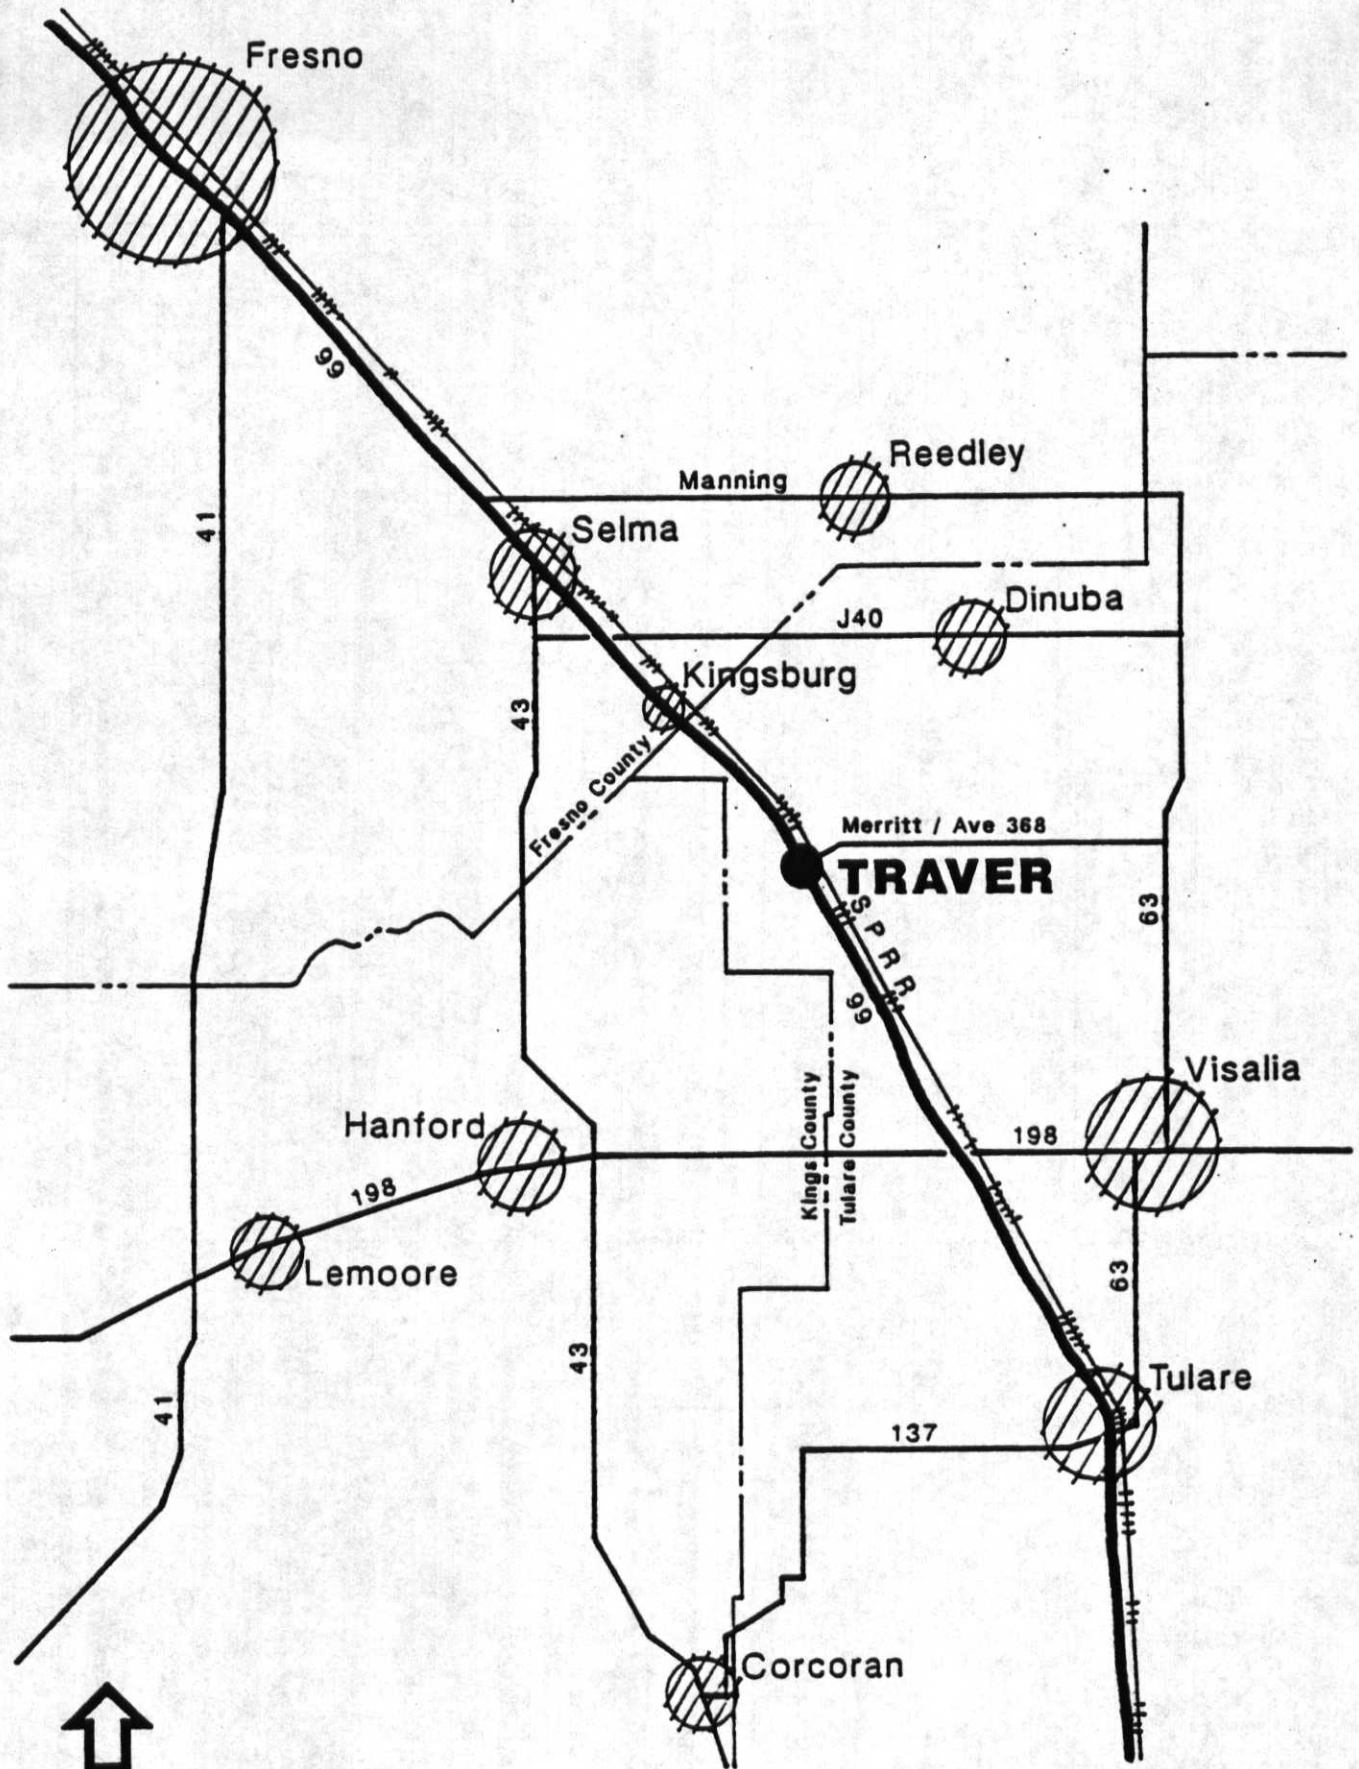 Fresno
99
Reedley
Manning
41
Selma
Dinuba
J40
Kingsburg
43
Fresno County
Merritt / Ave 368
TRAVER
63
S P R R
99
Visalia
Kings County
Tulare County
Hanford
198
198
Lemoore
63
43
Tulare
41
137
Corcoran